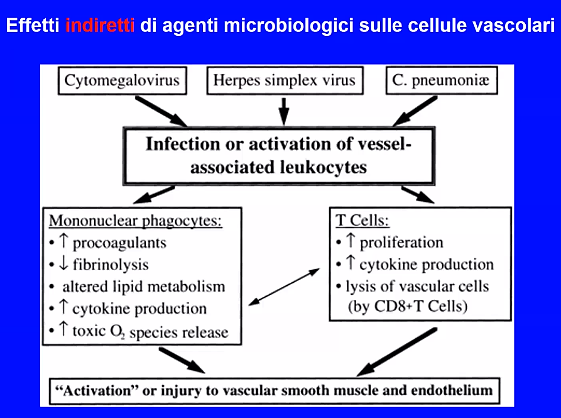 Effetti indiretti di agenti microbiologici sulle cellule vascolari
Cytomegalovirus
Herpes simplex virus
C. pneumoniæ
Infection or activation of vessel-
associated leukocytes
Mononuclear phagocytes:
• ↑ procoagulants
• ↓ fibrinolysis
• altered lipid metabolism
• ↑ cytokine production
• ↑ toxic O₂ species release
T Cells:
• ↑ proliferation
• ↑ cytokine production
• lysis of vascular cells
(by CD8+T Cells)
“Activation” or injury to vascular smooth muscle and endothelium